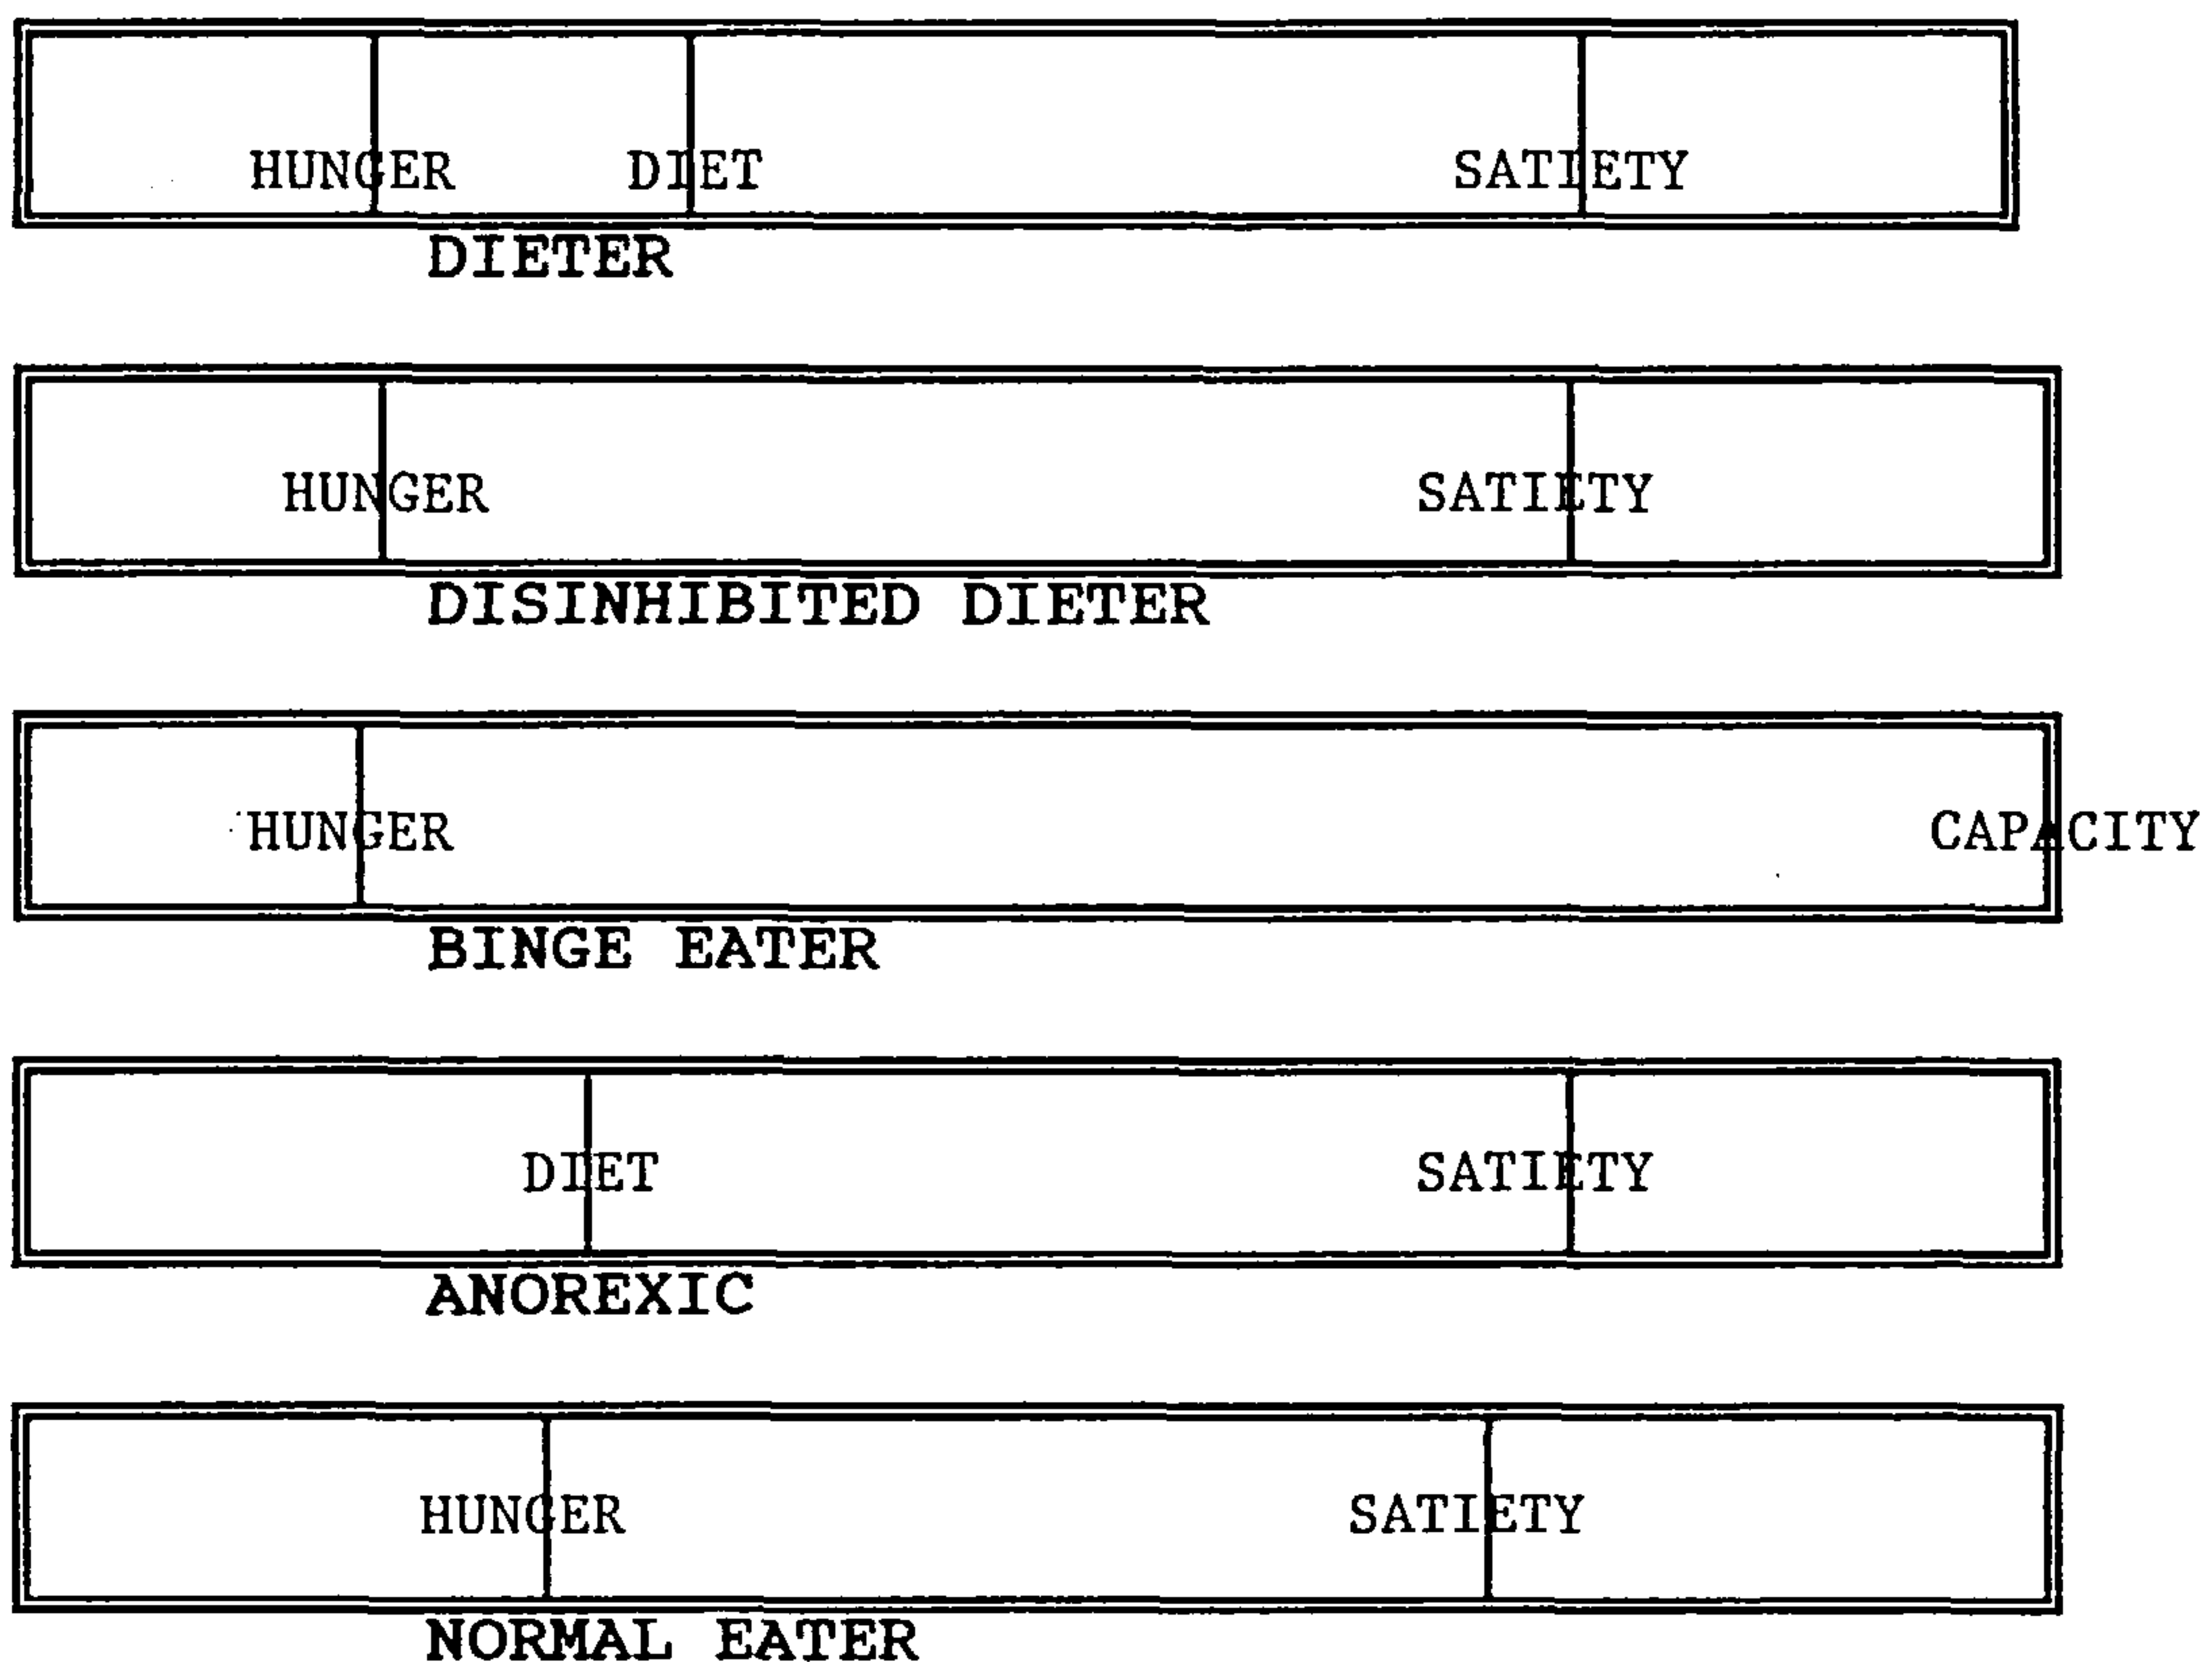 HUNGER DIET SATIETY
DIETER
HUNGER SATIETY
DISINHIBITED DIETER
HUNGER CAPACITY
BINGE EATER
DIET SATIETY
ANOREXIC
HUNGER SATIETY
NORMAL EATER